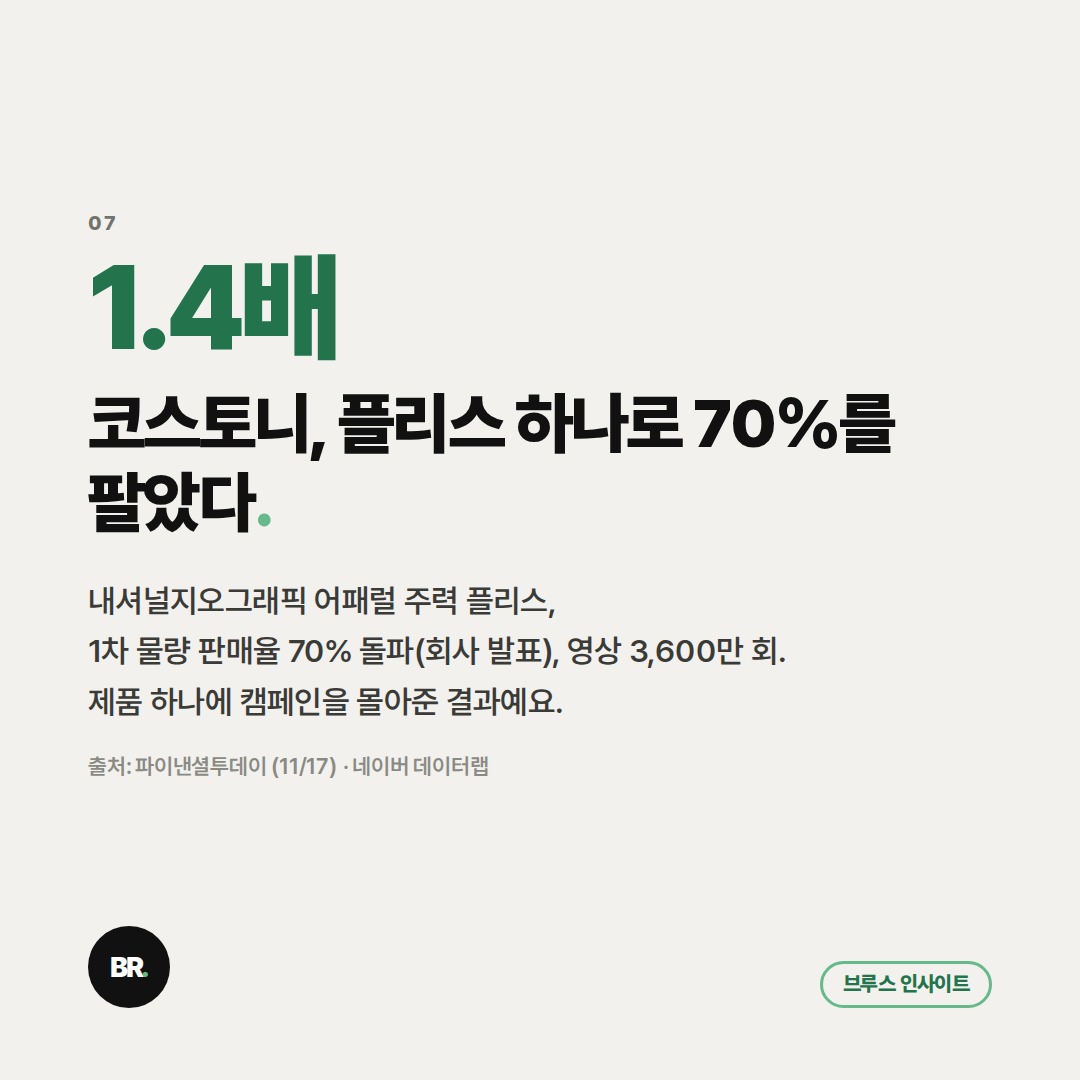 07
1.4배
코스토니, 플리스 하나로 70%를
팔았다.
내셔널지오그래픽 어패럴 주력 플리스,
1차 물량 판매율 70% 돌파(회사 발표), 영상 3,600만 회.
제품 하나에 캠페인을 몰아준 결과예요.
출처: 파이낸셜투데이 (11/17) · 네이버 데이터랩
BR.
브루스 인사이트